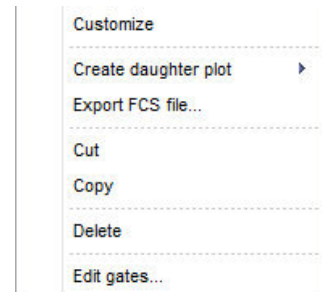 Customize
Create daughter plot
Export FCS file...
Cut
Copy
Delete
Edit gates...